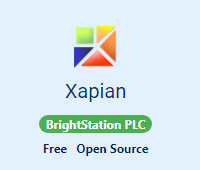 Xapian
BrightStation PLC
Free Open Source